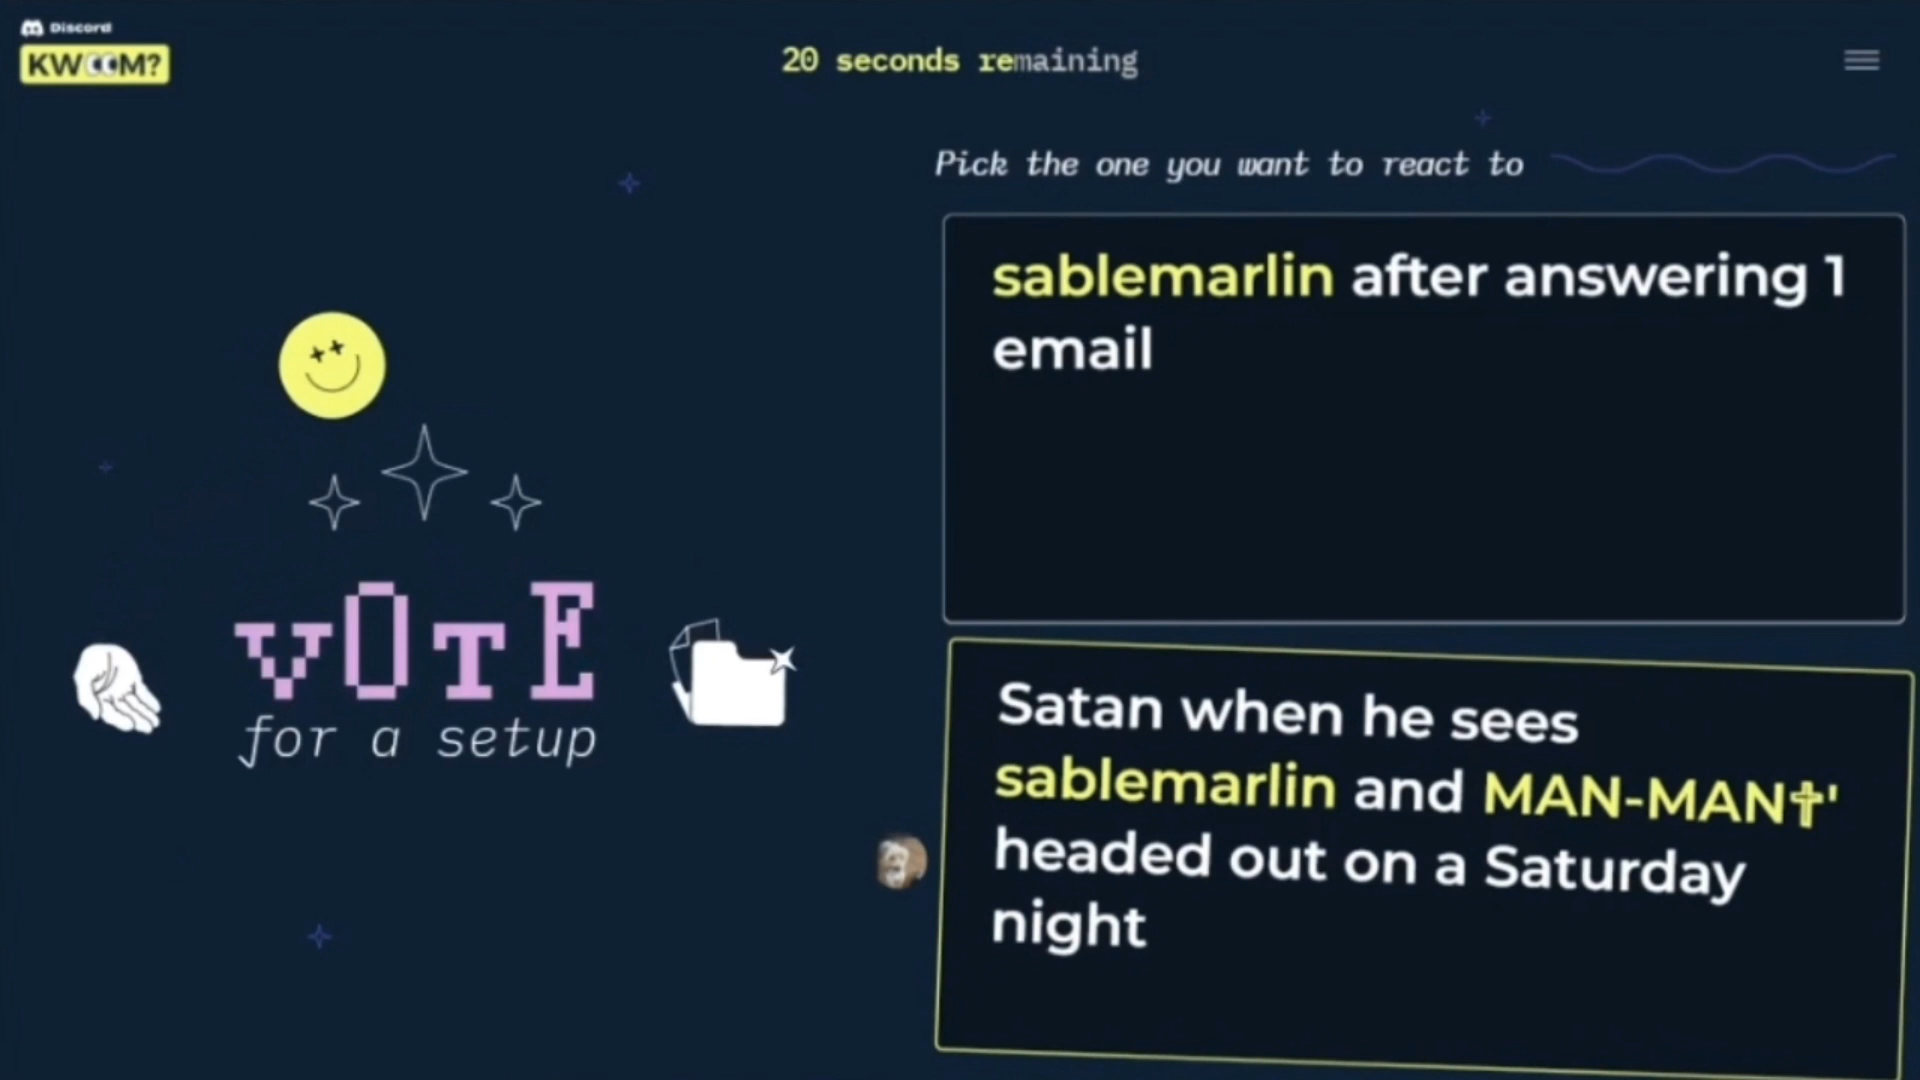 Discord
KW👀M?
20 seconds remaining
Pick the one you want to react to
sablemarlin after answering 1
email
vOTE
for a setup
Satan when he sees
sablemarlin and MAN-MAN✝'
headed out on a Saturday
night